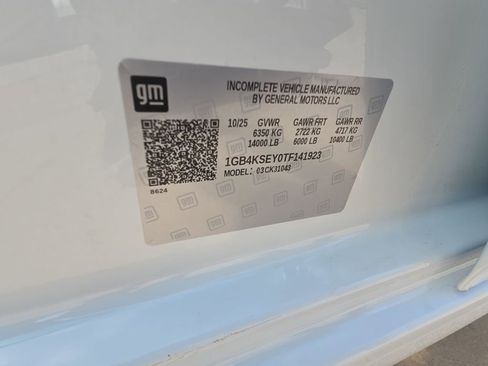 gm
INCOMPLETE VEHICLE MANUFACTURED
BY GENERAL MOTORS LLC
10/25 GVWR GAWR FRT GAWR RR
6350 KG 2722 KG 4717 KG
14000 LB 6000 LB 10400 LB
1GB4KSEY0TF141923
MODEL: 03CK31043
8624